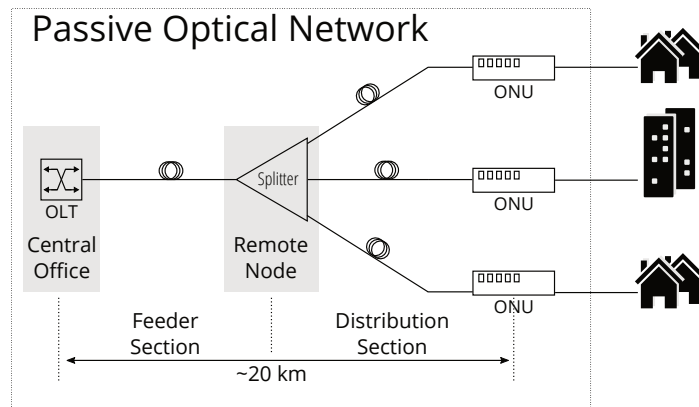 Passive Optical Network
ONU
Splitter
OLT
ONU
Central
Office
Remote
Node
ONU
Feeder
Section
Distribution
Section
~20 km